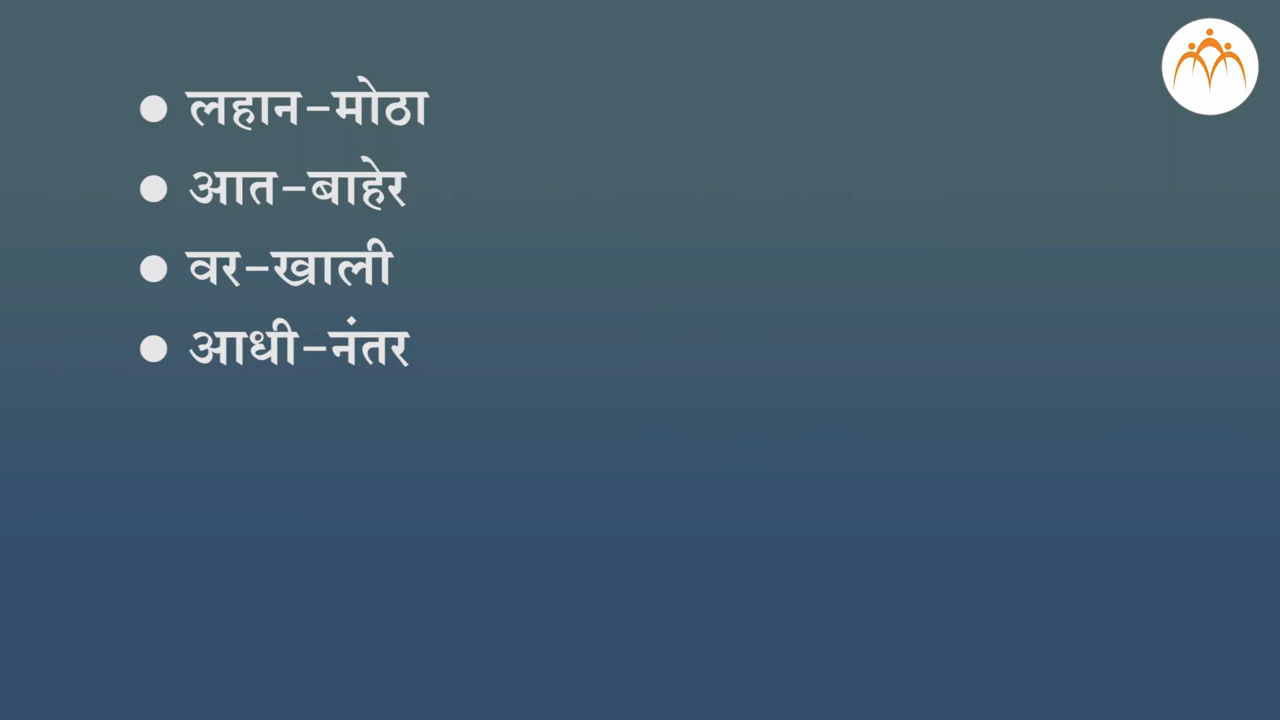 ● लहान-मोठा
● आत-बाहेर
● वर-खाली
● आधी-नंतर